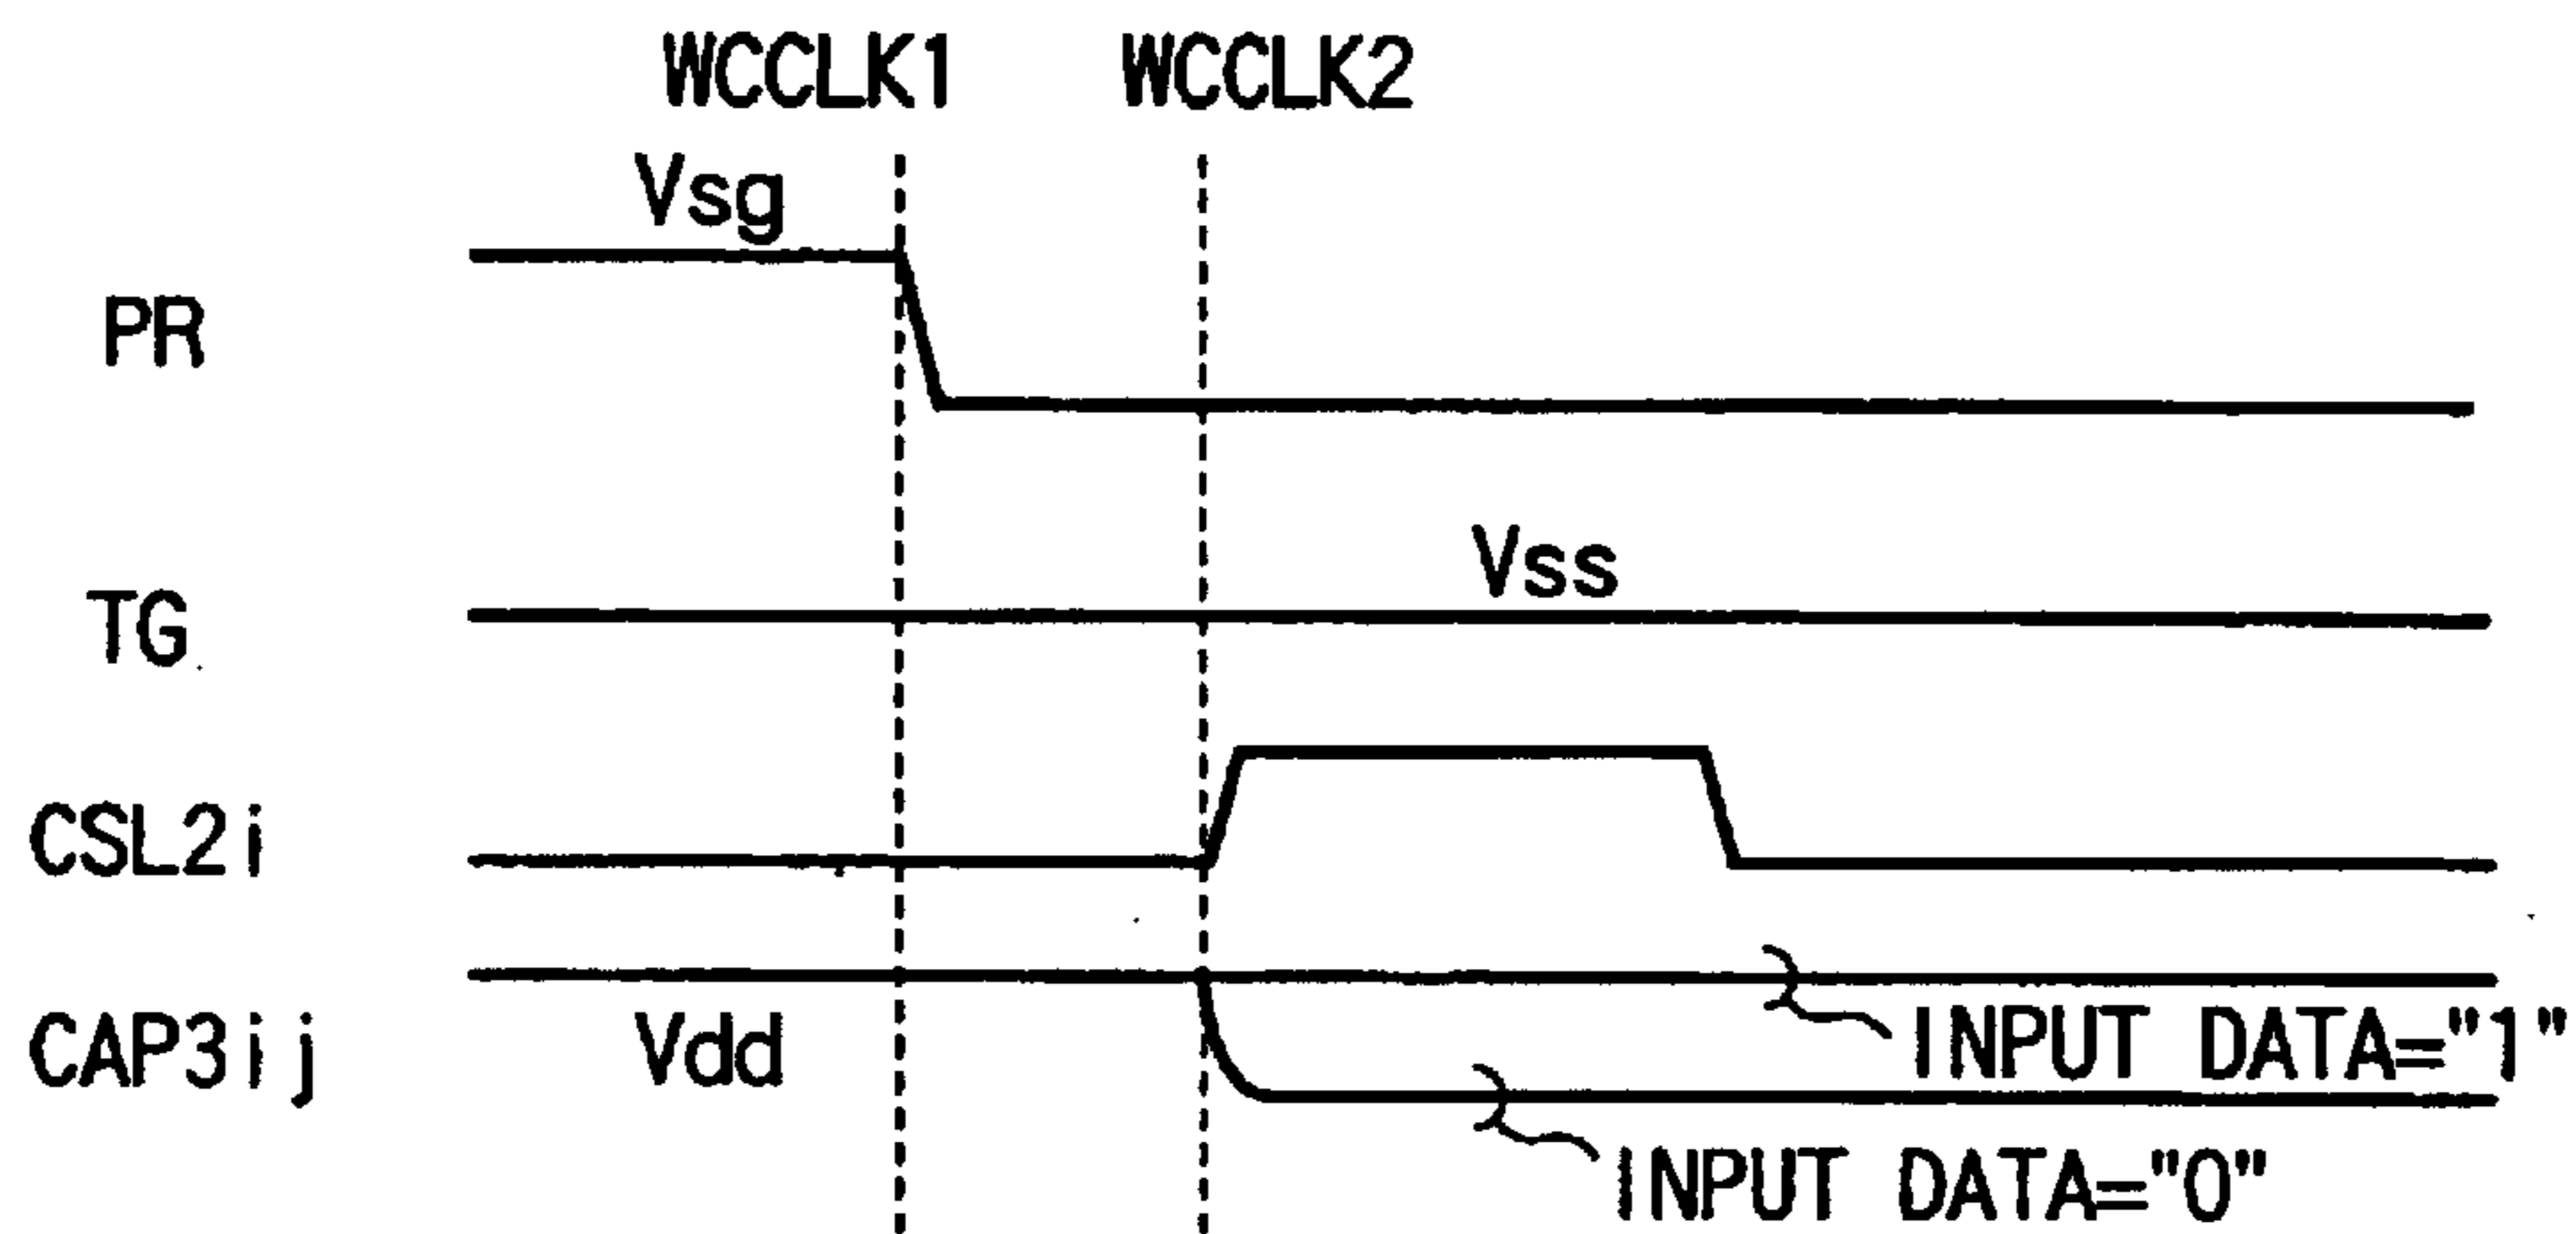 WCCLK1 WCCLK2
Vsg
PR
Vss
TG
CSL2i
CAP3ij Vdd INPUT DATA="1"
INPUT DATA="0"